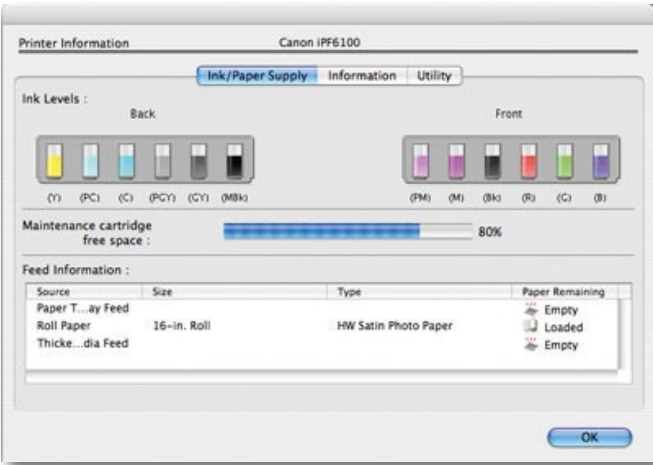 Printer Information Canon iPF6100
Ink/Paper Supply Information Utility
Ink Levels :
Back Front
(Y) (PC) (C) (PGY) (GY) (MBk) (PM) (M) (Bk) (R) (G) (B)
Maintenance cartridge
free space : 80%
Feed Information :
Source Size Type Paper Remaining
Paper T...ay Feed Empty
Roll Paper 16-in. Roll HW Satin Photo Paper Loaded
Thicke...dia Feed Empty
OK